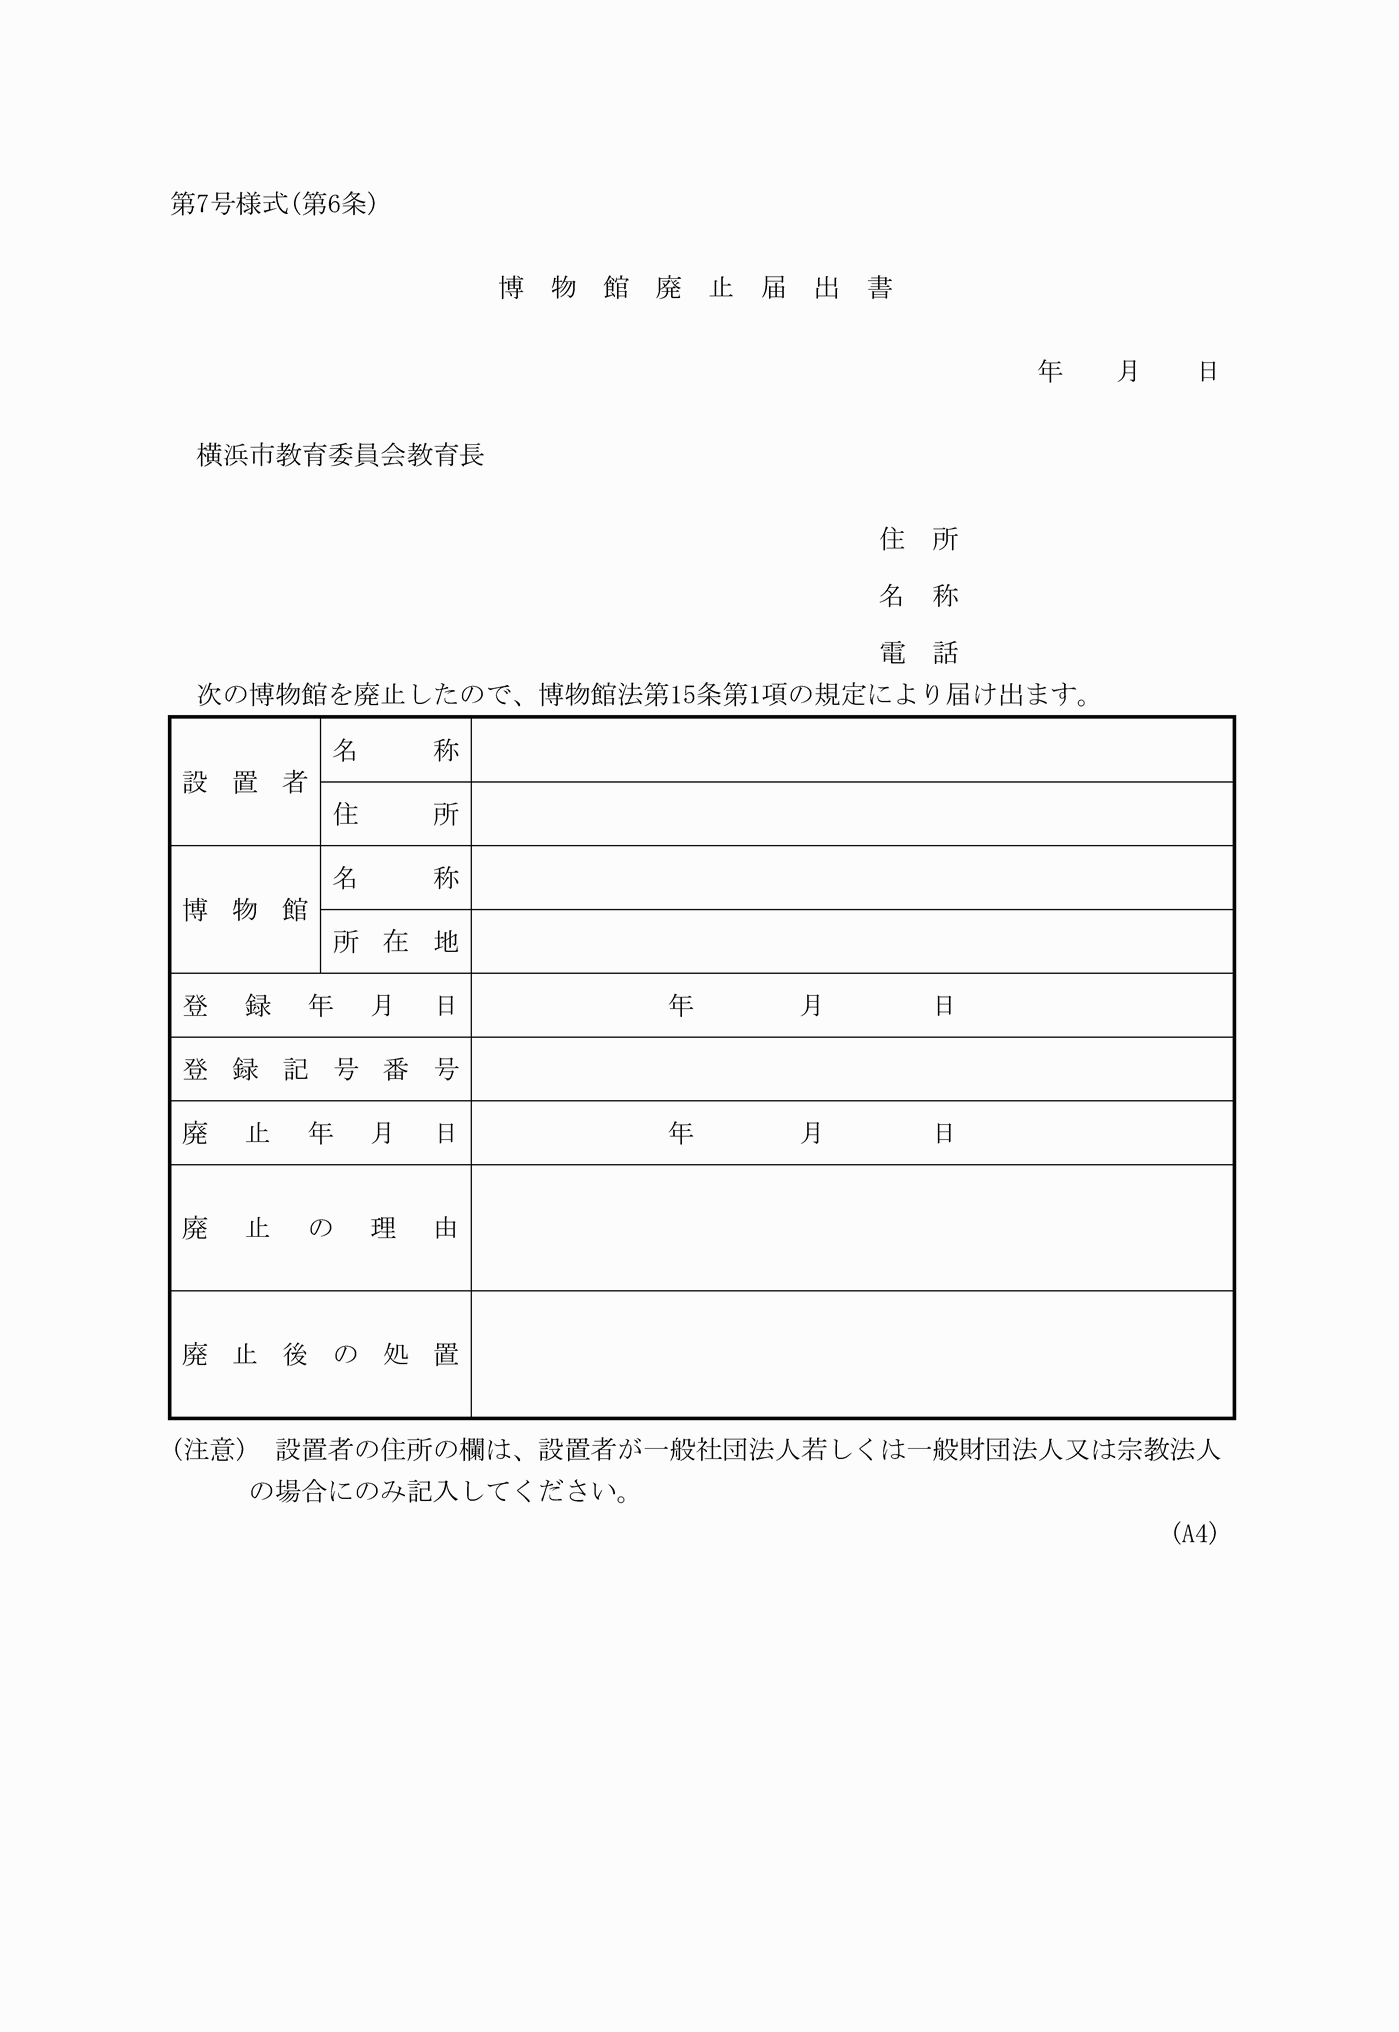 第7号様式(第6条)
博物館廃止届出書
年　月　日
横浜市教育委員会教育長
住所
名称
電話
次の博物館を廃止したので、博物館法第15条第1項の規定により届け出ます。
設置者
名称
住所
博物館
名称
所在地
登録年月日
年　月　日
登録記号番号
廃止年月日
年　月　日
廃止の理由
廃止後の処置
(注意)　設置者の住所の欄は、設置者が一般社団法人若しくは一般財団法人又は宗教法人
の場合にのみ記入してください。
(A4)